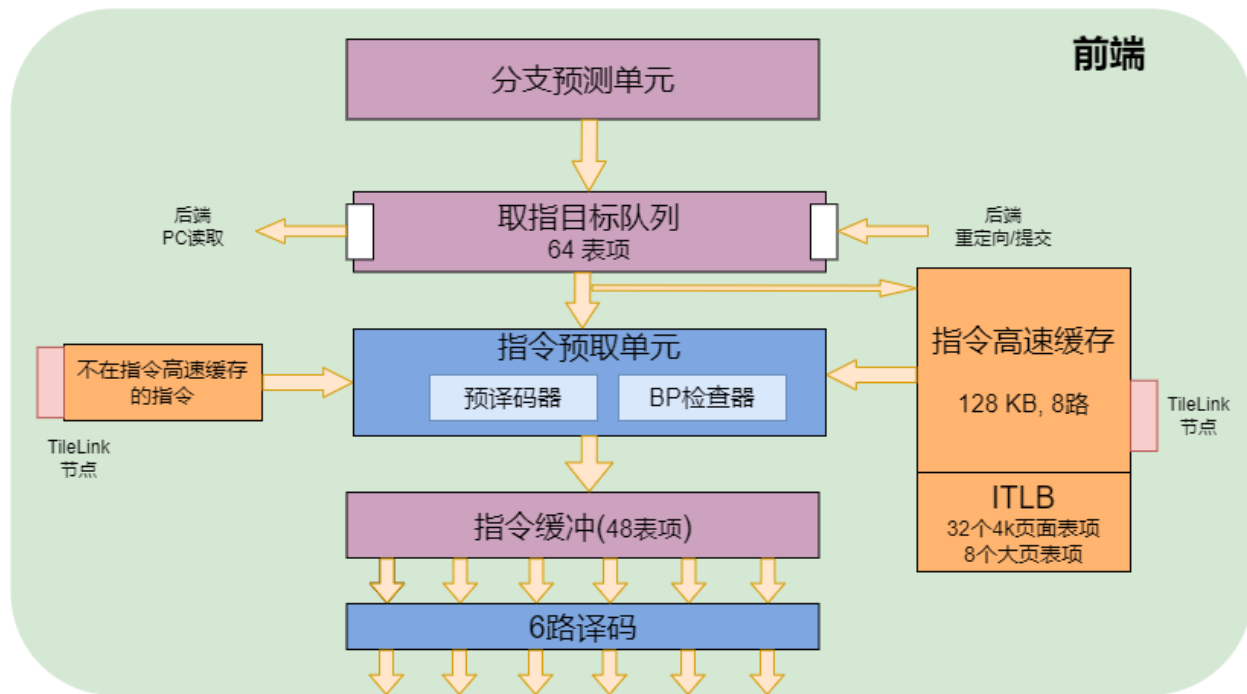 前端
分支预测单元
取指目标队列
64 表项
后端
PC读取
后端
重定向/提交
指令预取单元
预译码器
BP检查器
不在指令高速缓存
的指令
TileLink
节点
指令高速缓存
128 KB, 8路
TileLink
节点
ITLB
32个4k页面表项
8个大页表项
指令缓冲(48表项)
6路译码